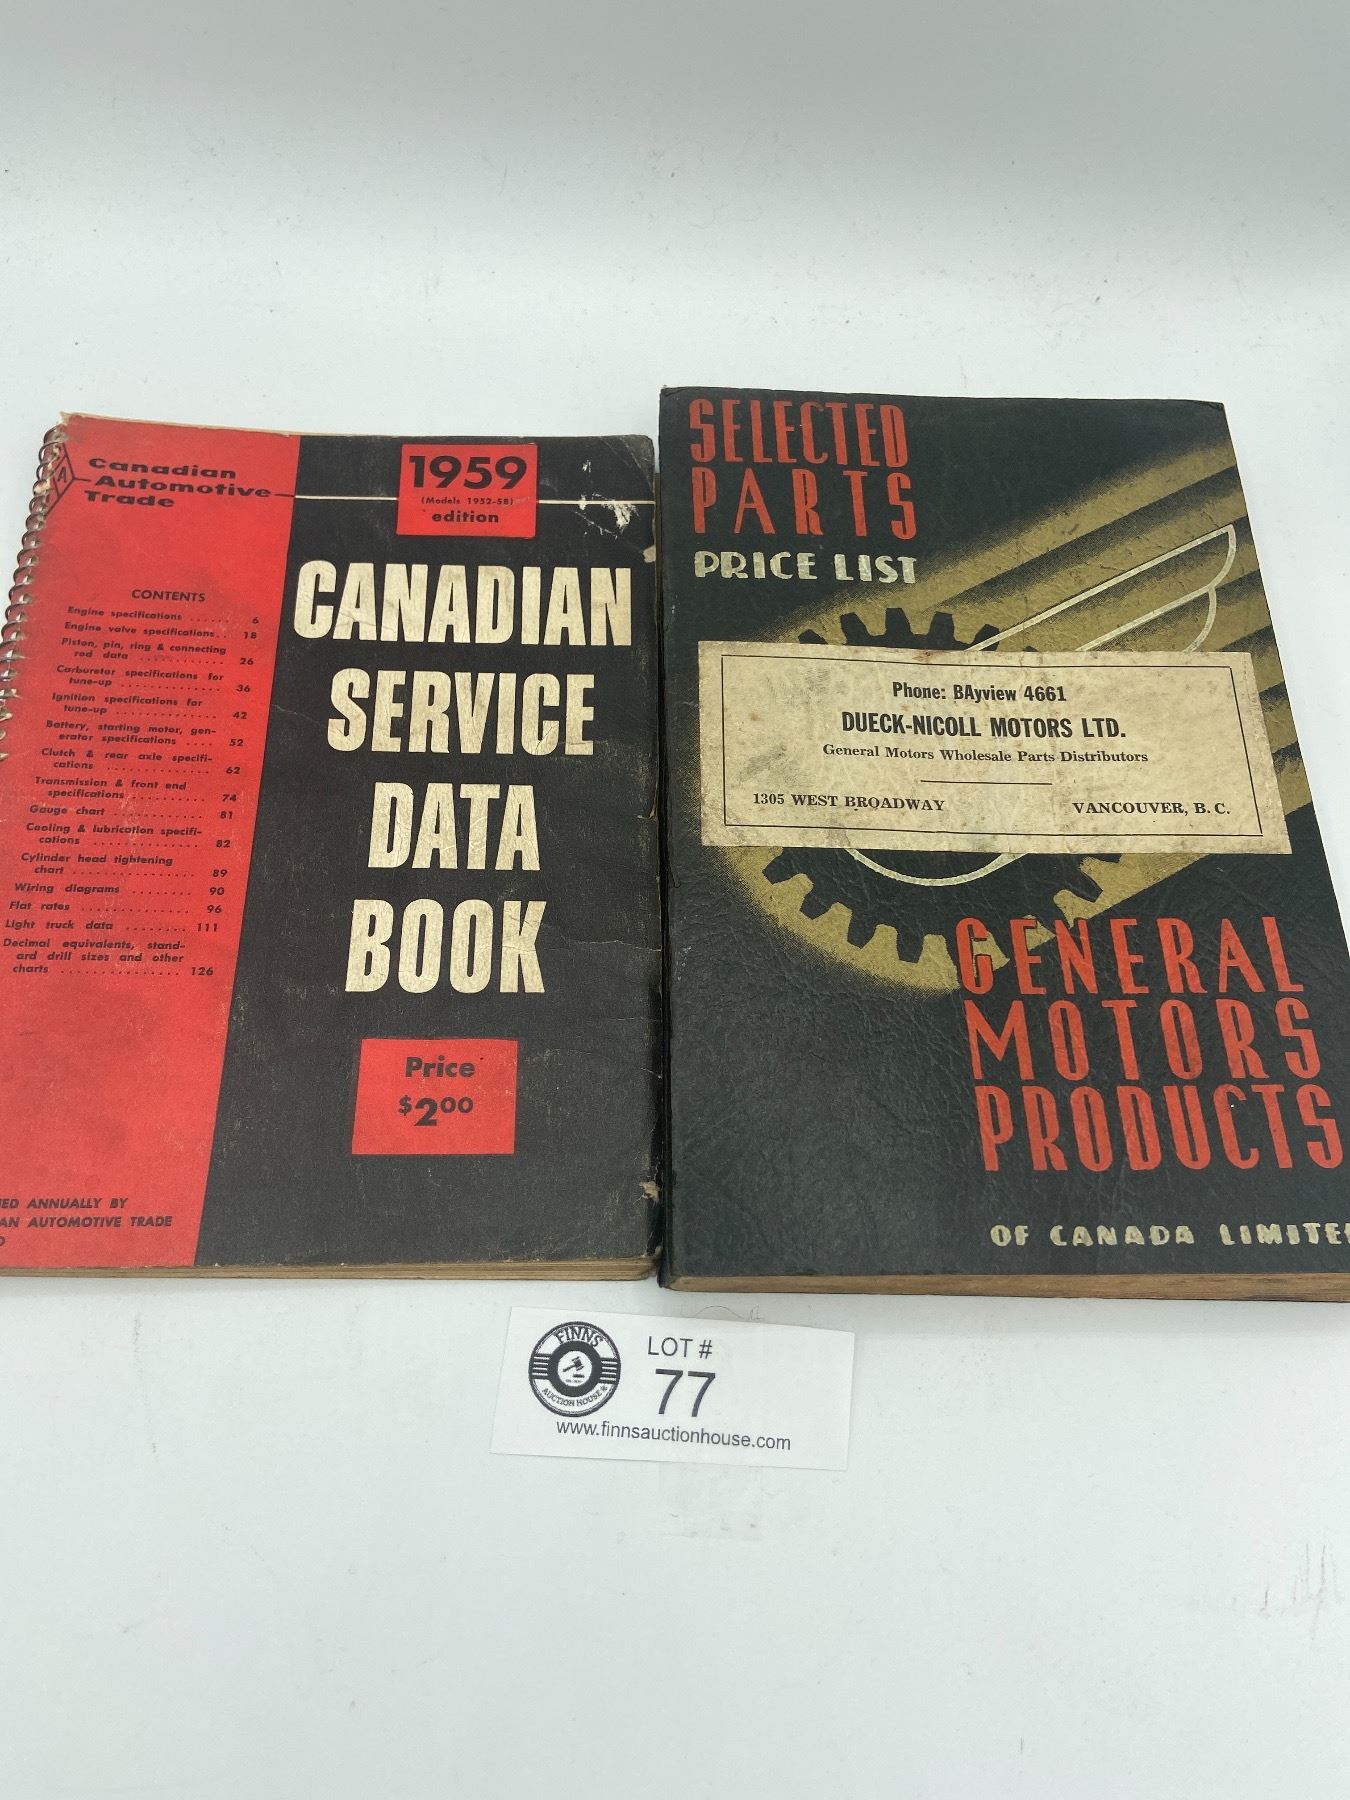 Canadian
Automotive
Trade
1959
(Models 1952-58)
edition
CANADIAN
SERVICE
DATA
BOOK
Price
$2.00
CONTENTS
Engine specifications ...... 6
Engine valve specifications.. 18
Piston, pin, ring & connecting
rod data ............ 26
Carburetor specifications for
tune-up ............. 36
Ignition specifications for
tune-up ............. 42
Battery, starting motor, gen-
erator specifications .... 52
Clutch & rear axle specifi-
cations ............. 62
Transmission & front end
specifications ......... 74
Gauge chart ............ 81
Cooling & lubrication specifi-
cations ............. 82
Cylinder head tightening
chart ............... 89
Wiring diagrams ........ 90
Flat rates ............. 96
Light truck data ........ 111
Decimal equivalents, stand-
ard drill sizes and other
charts .............. 126
ANNUALLY BY
AUTOMOTIVE TRADE
SELECTED
PARTS
PRICE LIST
Phone: BAyview 4661
DUECK-NICOLL MOTORS LTD.
General Motors Wholesale Parts Distributors
1305 WEST BROADWAY VANCOUVER, B. C.
GENERAL
MOTORS
PRODUCTS
OF CANADA LIMITED
FINNS
AUCTION HOUSE
LOT #
77
www.finnsauctionhouse.com